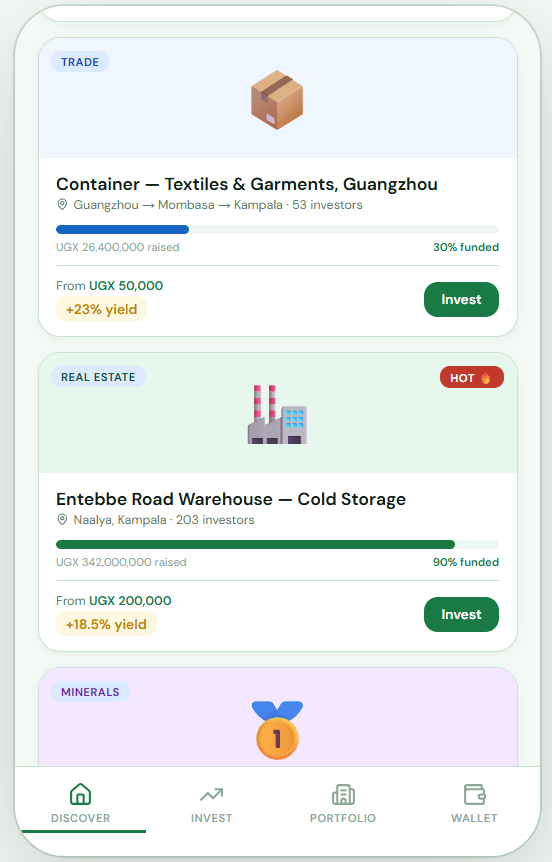 TRADE
Container — Textiles & Garments, Guangzhou
Guangzhou → Mombasa → Kampala · 53 investors
UGX 26,400,000 raised
30% funded
From UGX 50,000
+23% yield
Invest
REAL ESTATE
HOT 🔥
Entebbe Road Warehouse — Cold Storage
Naalya, Kampala · 203 investors
UGX 342,000,000 raised
90% funded
From UGX 200,000
+18.5% yield
Invest
MINERALS
1
DISCOVER
INVEST
PORTFOLIO
WALLET